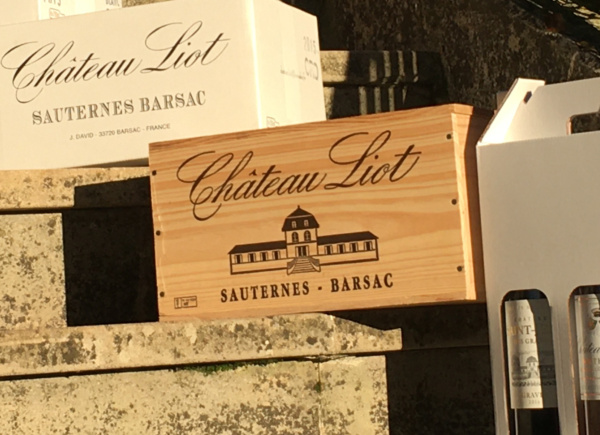 Château Liot
SAUTERNES BARSAC
J. DAVID - 33720 BARSAC - FRANCE
Château Liot
SAUTERNES - BARSAC